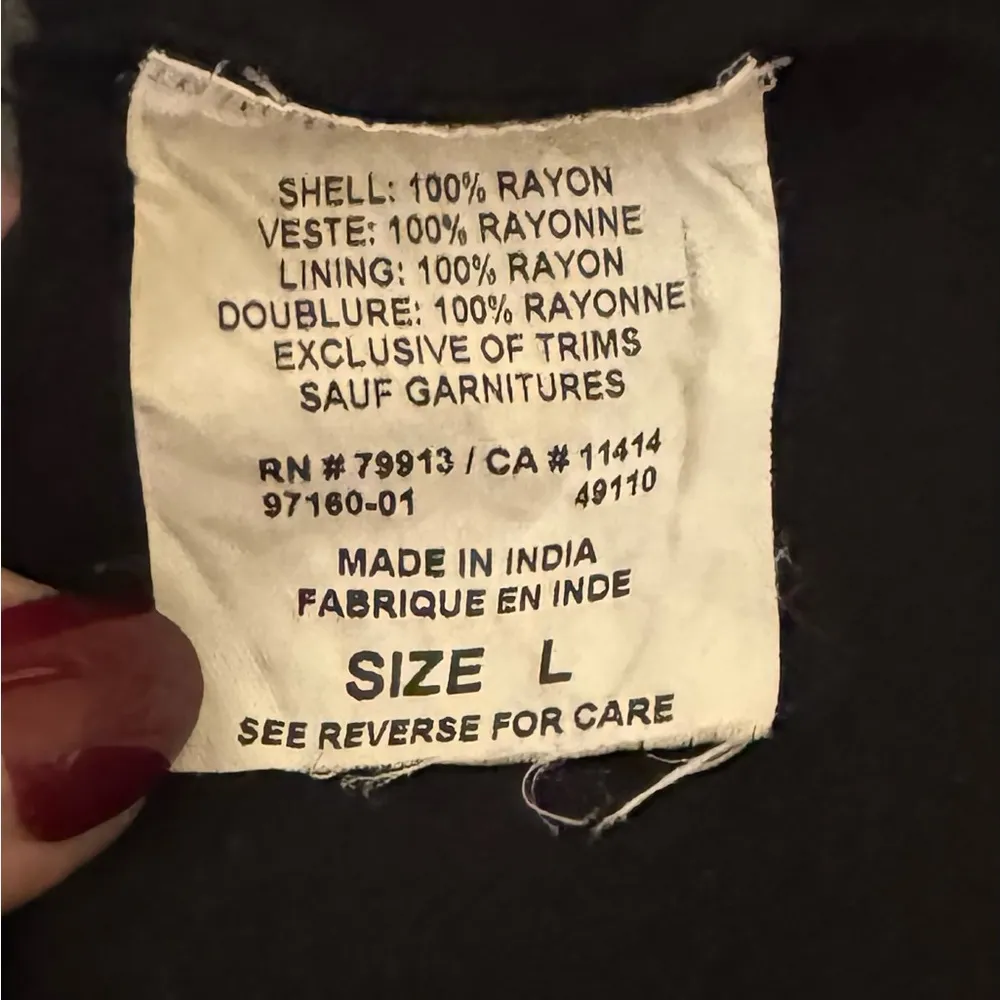 SHELL: 100% RAYON
VESTE: 100% RAYONNE
LINING: 100% RAYON
DOUBLURE: 100% RAYONNE
EXCLUSIVE OF TRIMS
SAUF GARNITURES
RN # 79913 / CA # 11414
97160-01 49110
MADE IN INDIA
FABRIQUE EN INDE
SIZE L
SEE REVERSE FOR CARE